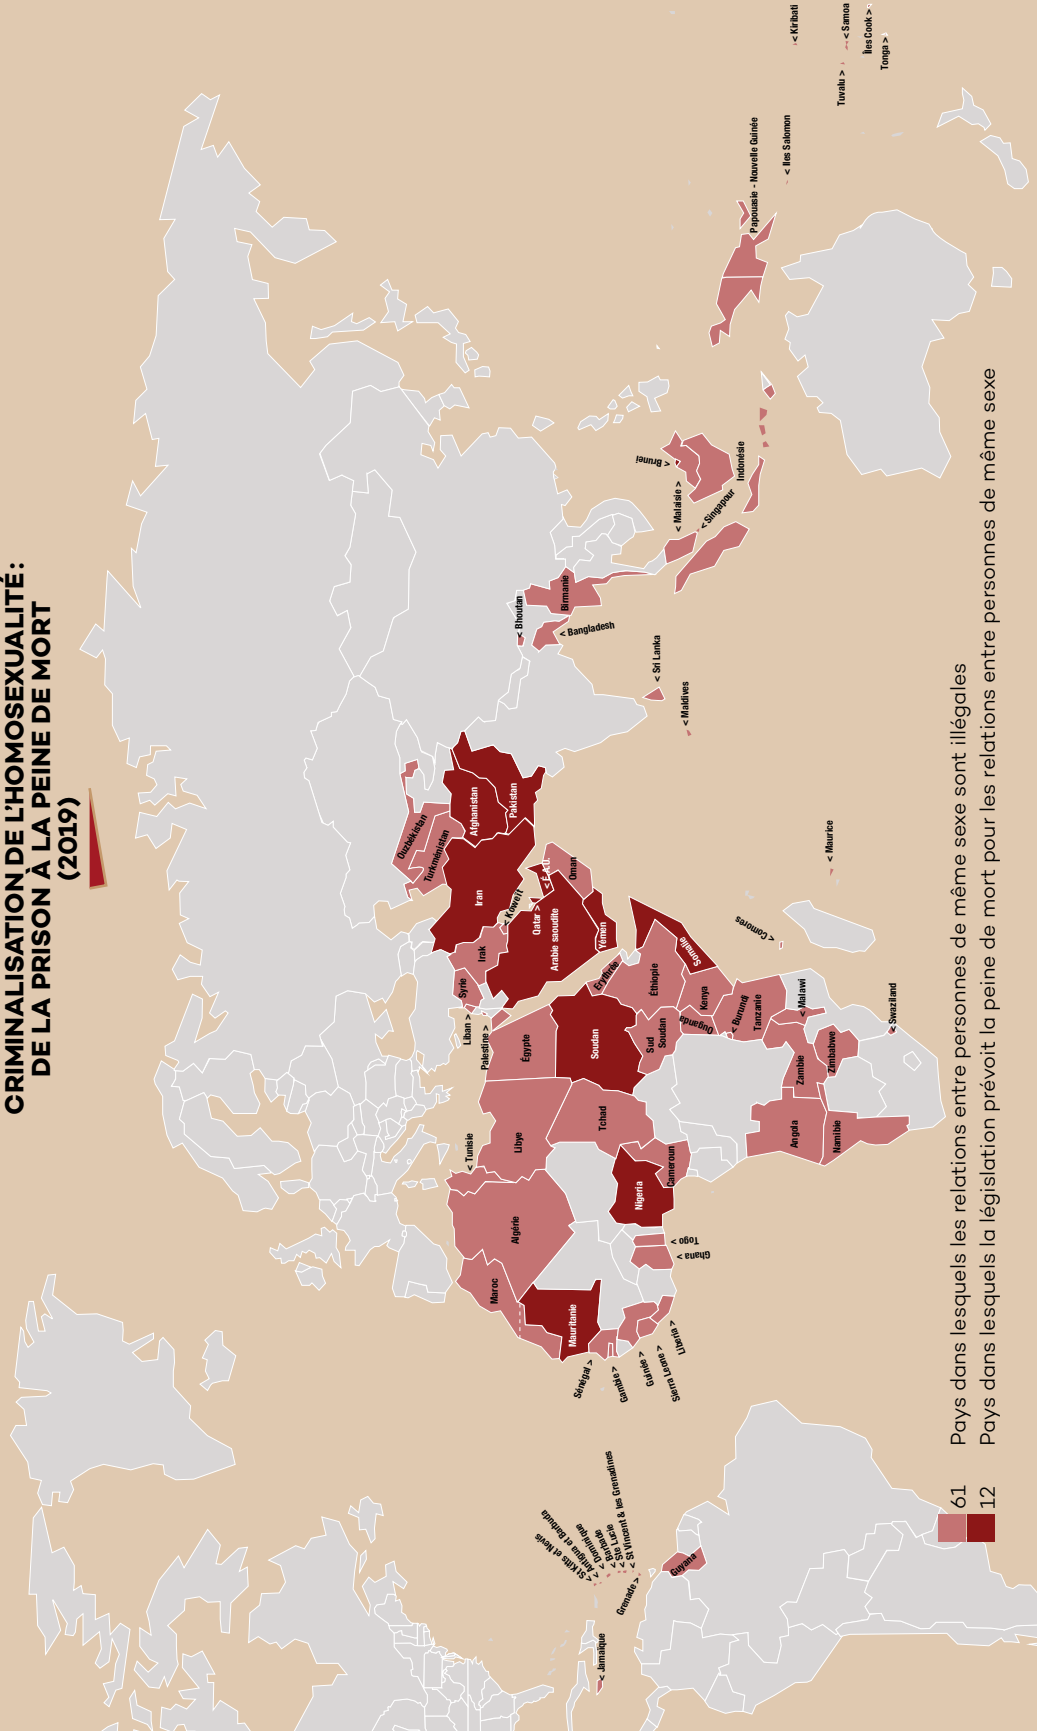 CRIMINALISATION DE L'HOMOSEXUALITÉ:
DE LA PRISON À LA PEINE DE MORT
(2019)
< Jamaïque
< St Kitts et Nevis
< Antigua et Barbuda
< Dominique
< Barbade
< Ste Lucie
< St Vincent & les Grenadines
Grenade >
Guyana
Maroc
Algérie
< Tunisie
Libye
Égypte
Mauritanie
Sénégal >
Gambie >
Guinée >
Sierra Leone >
Liberia >
Ghana >
Togo >
Nigeria
Cameroun
Tchad
Soudan
Sud
Soudan
Erythrée
Éthiopie
Somalie
Ouganda
Kenya
< Burundi
Tanzanie
< Malawi
Zambie
Zimbabwe
Angola
Namibie
< Swaziland
Comores >
< Maurice
Liban >
Palestine >
Syrie
Irak
< Koweït
Iran
Arabie saoudite
Qatar >
< É.A.U.
Oman
Yémen
Ouzbékistan
Turkménistan
Afghanistan
Pakistan
< Maldives
< Sri Lanka
< Bhoutan
< Bangladesh
Birmanie
< Malaisie >
< Singapour
< Brunei
Indonésie
Papouasie - Nouvelle Guinée
< Iles Salomon
< Kiribati
Tuvalu >
< Samoa
Îles Cook >
Tonga >
61 Pays dans lesquels les relations entre personnes de même sexe sont illégales
12 Pays dans lesquels la législation prévoit la peine de mort pour les relations entre personnes de même sexe